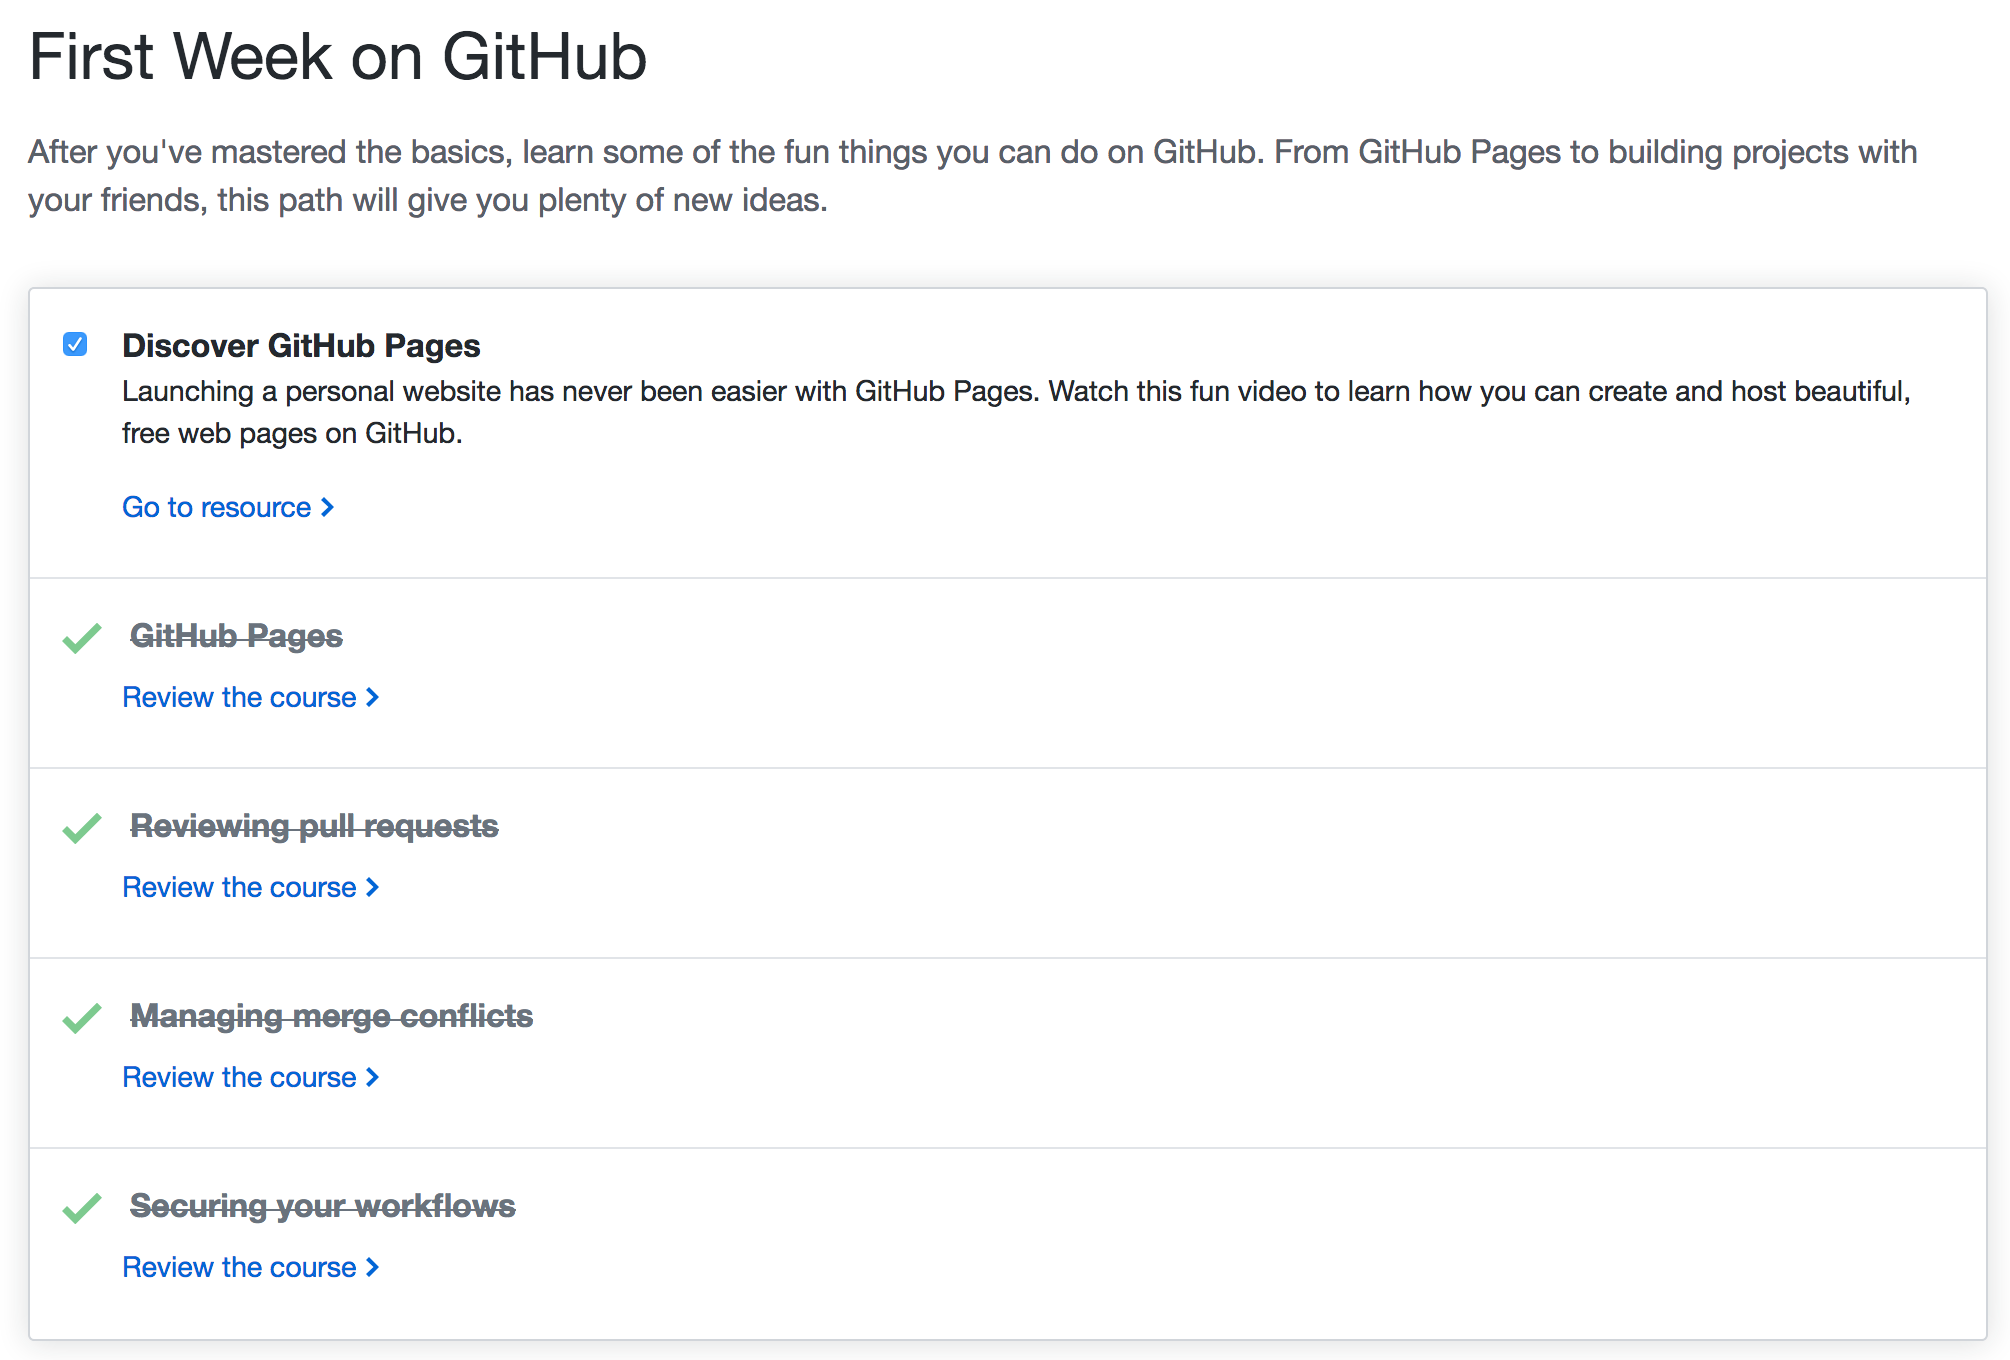 First Week on GitHub
After you've mastered the basics, learn some of the fun things you can do on GitHub. From GitHub Pages to building projects with
your friends, this path will give you plenty of new ideas.
Discover GitHub Pages
Launching a personal website has never been easier with GitHub Pages. Watch this fun video to learn how you can create and host beautiful,
free web pages on GitHub.
Go to resource
GitHub Pages
Review the course
Reviewing pull requests
Review the course
Managing merge conflicts
Review the course
Securing your workflows
Review the course